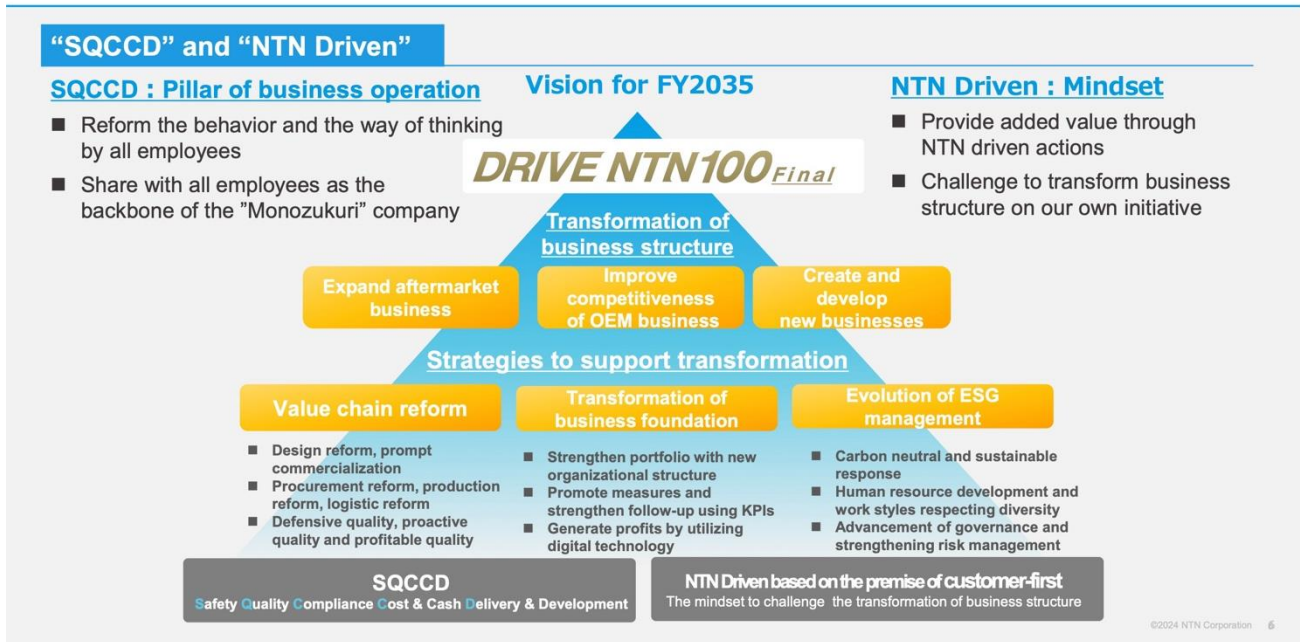 “SQCCD” and “NTN Driven”
SQCCD : Pillar of business operation
■ Reform the behavior and the way of thinking
by all employees
■ Share with all employees as the
backbone of the ”Monozukuri” company
Vision for FY2035
DRIVE NTN100 Final
NTN Driven : Mindset
■ Provide added value through
NTN driven actions
■ Challenge to transform business
structure on our own initiative
Transformation of
business structure
Expand aftermarket
business
Improve
competitiveness
of OEM business
Create and
develop
new businesses
Strategies to support transformation
Value chain reform
■ Design reform, prompt
commercialization
■ Procurement reform, production
reform, logistic reform
■ Defensive quality, proactive
quality and profitable quality
Transformation of
business foundation
■ Strengthen portfolio with new
organizational structure
■ Promote measures and
strengthen follow-up using KPIs
■ Generate profits by utilizing
digital technology
Evolution of ESG
management
■ Carbon neutral and sustainable
response
■ Human resource development and
work styles respecting diversity
■ Advancement of governance and
strengthening risk management
SQCCD
Safety Quality Compliance Cost & Cash Delivery & Development
NTN Driven based on the premise of customer-first
The mindset to challenge the transformation of business structure
©2024 NTN Corporation 6